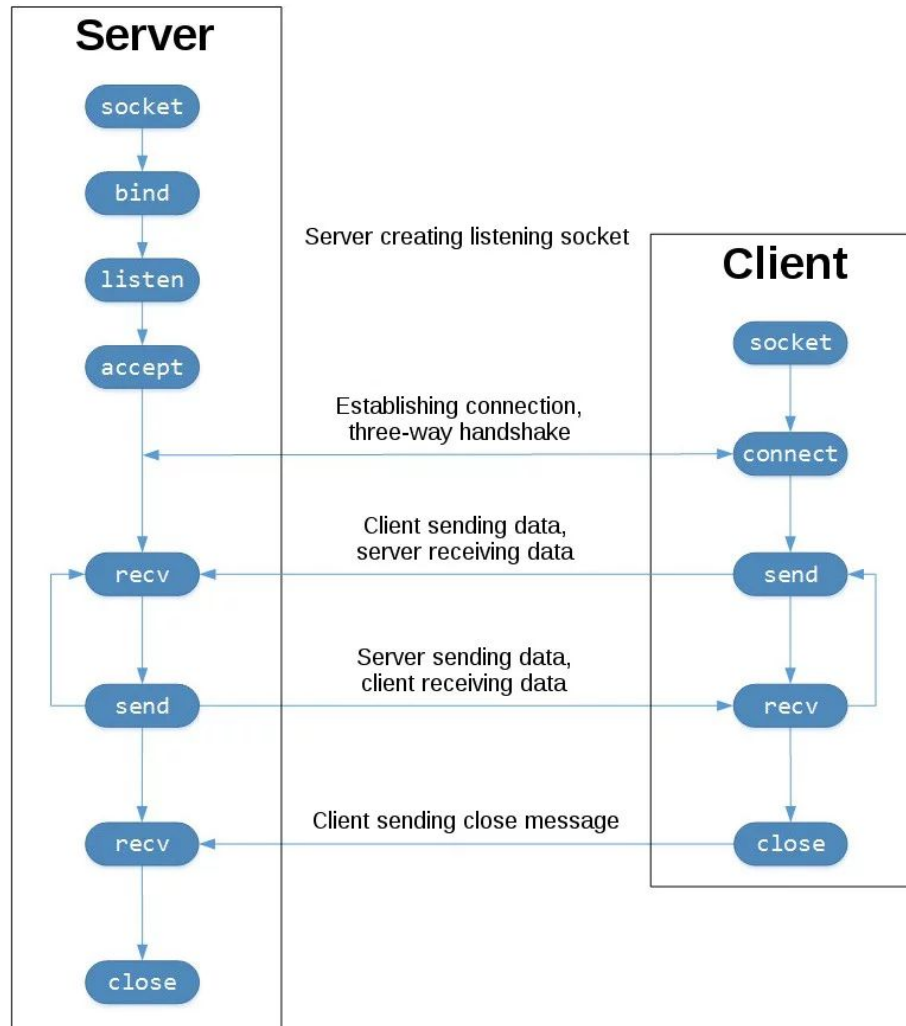 Server
socket
bind
listen
accept
recv
send
recv
close
Server creating listening socket
Establishing connection,
three-way handshake
Client sending data,
server receiving data
Server sending data,
client receiving data
Client sending close message
Client
socket
connect
send
recv
close